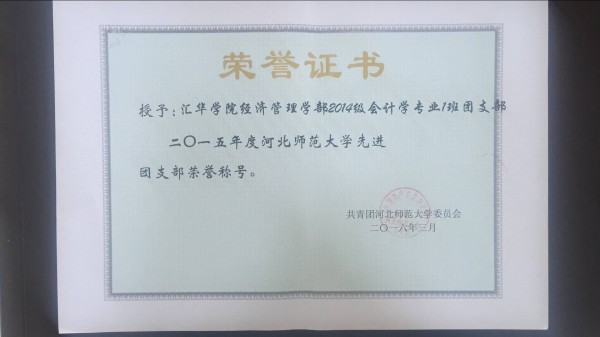 荣誉证书
授予:汇华学院经济管理学部2014级会计学专业1班团支部
二〇一五年度河北师范大学先进
团支部荣誉称号。
共青团河北师范大学委员会
二〇一六年三月